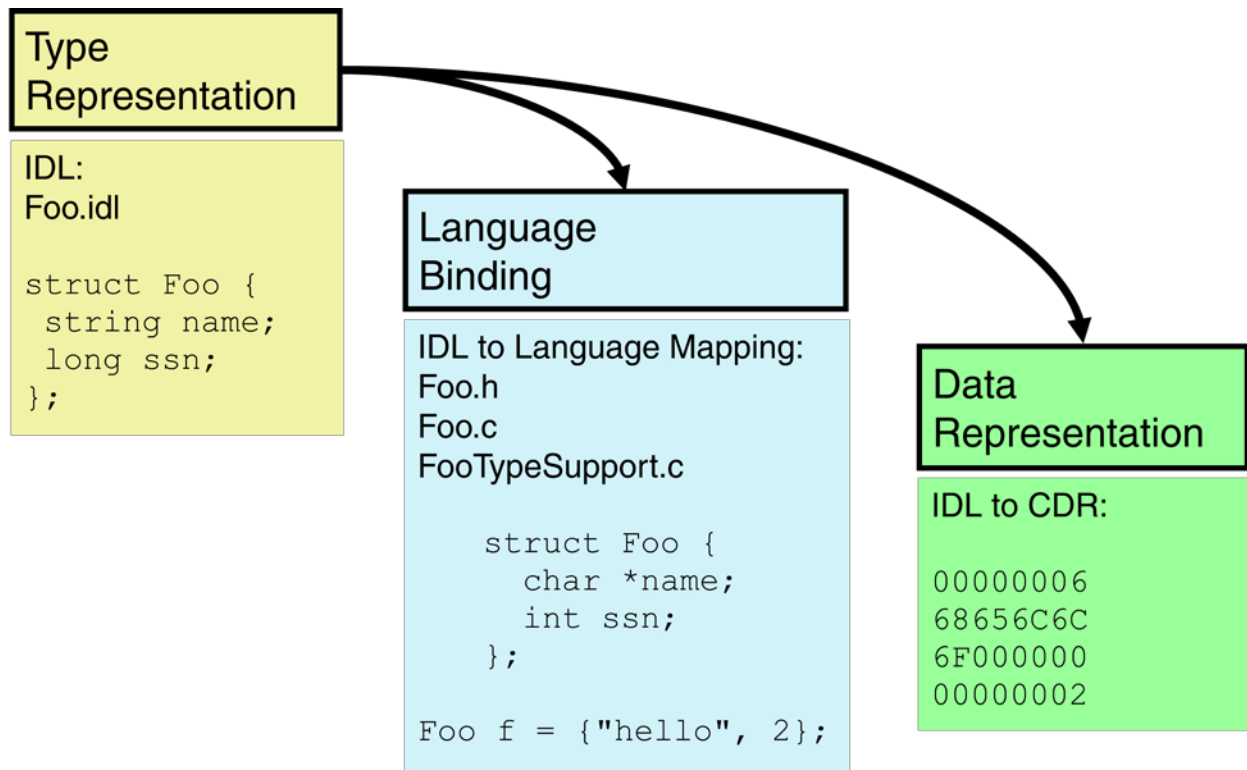 Type
Representation
IDL:
Foo.idl
struct Foo {
 string name;
 long ssn;
};
Language
Binding
IDL to Language Mapping:
Foo.h
Foo.c
FooTypeSupport.c
struct Foo {
  char *name;
  int ssn;
};
Foo f = {"hello", 2};
Data
Representation
IDL to CDR:
00000006
68656C6C
6F000000
00000002